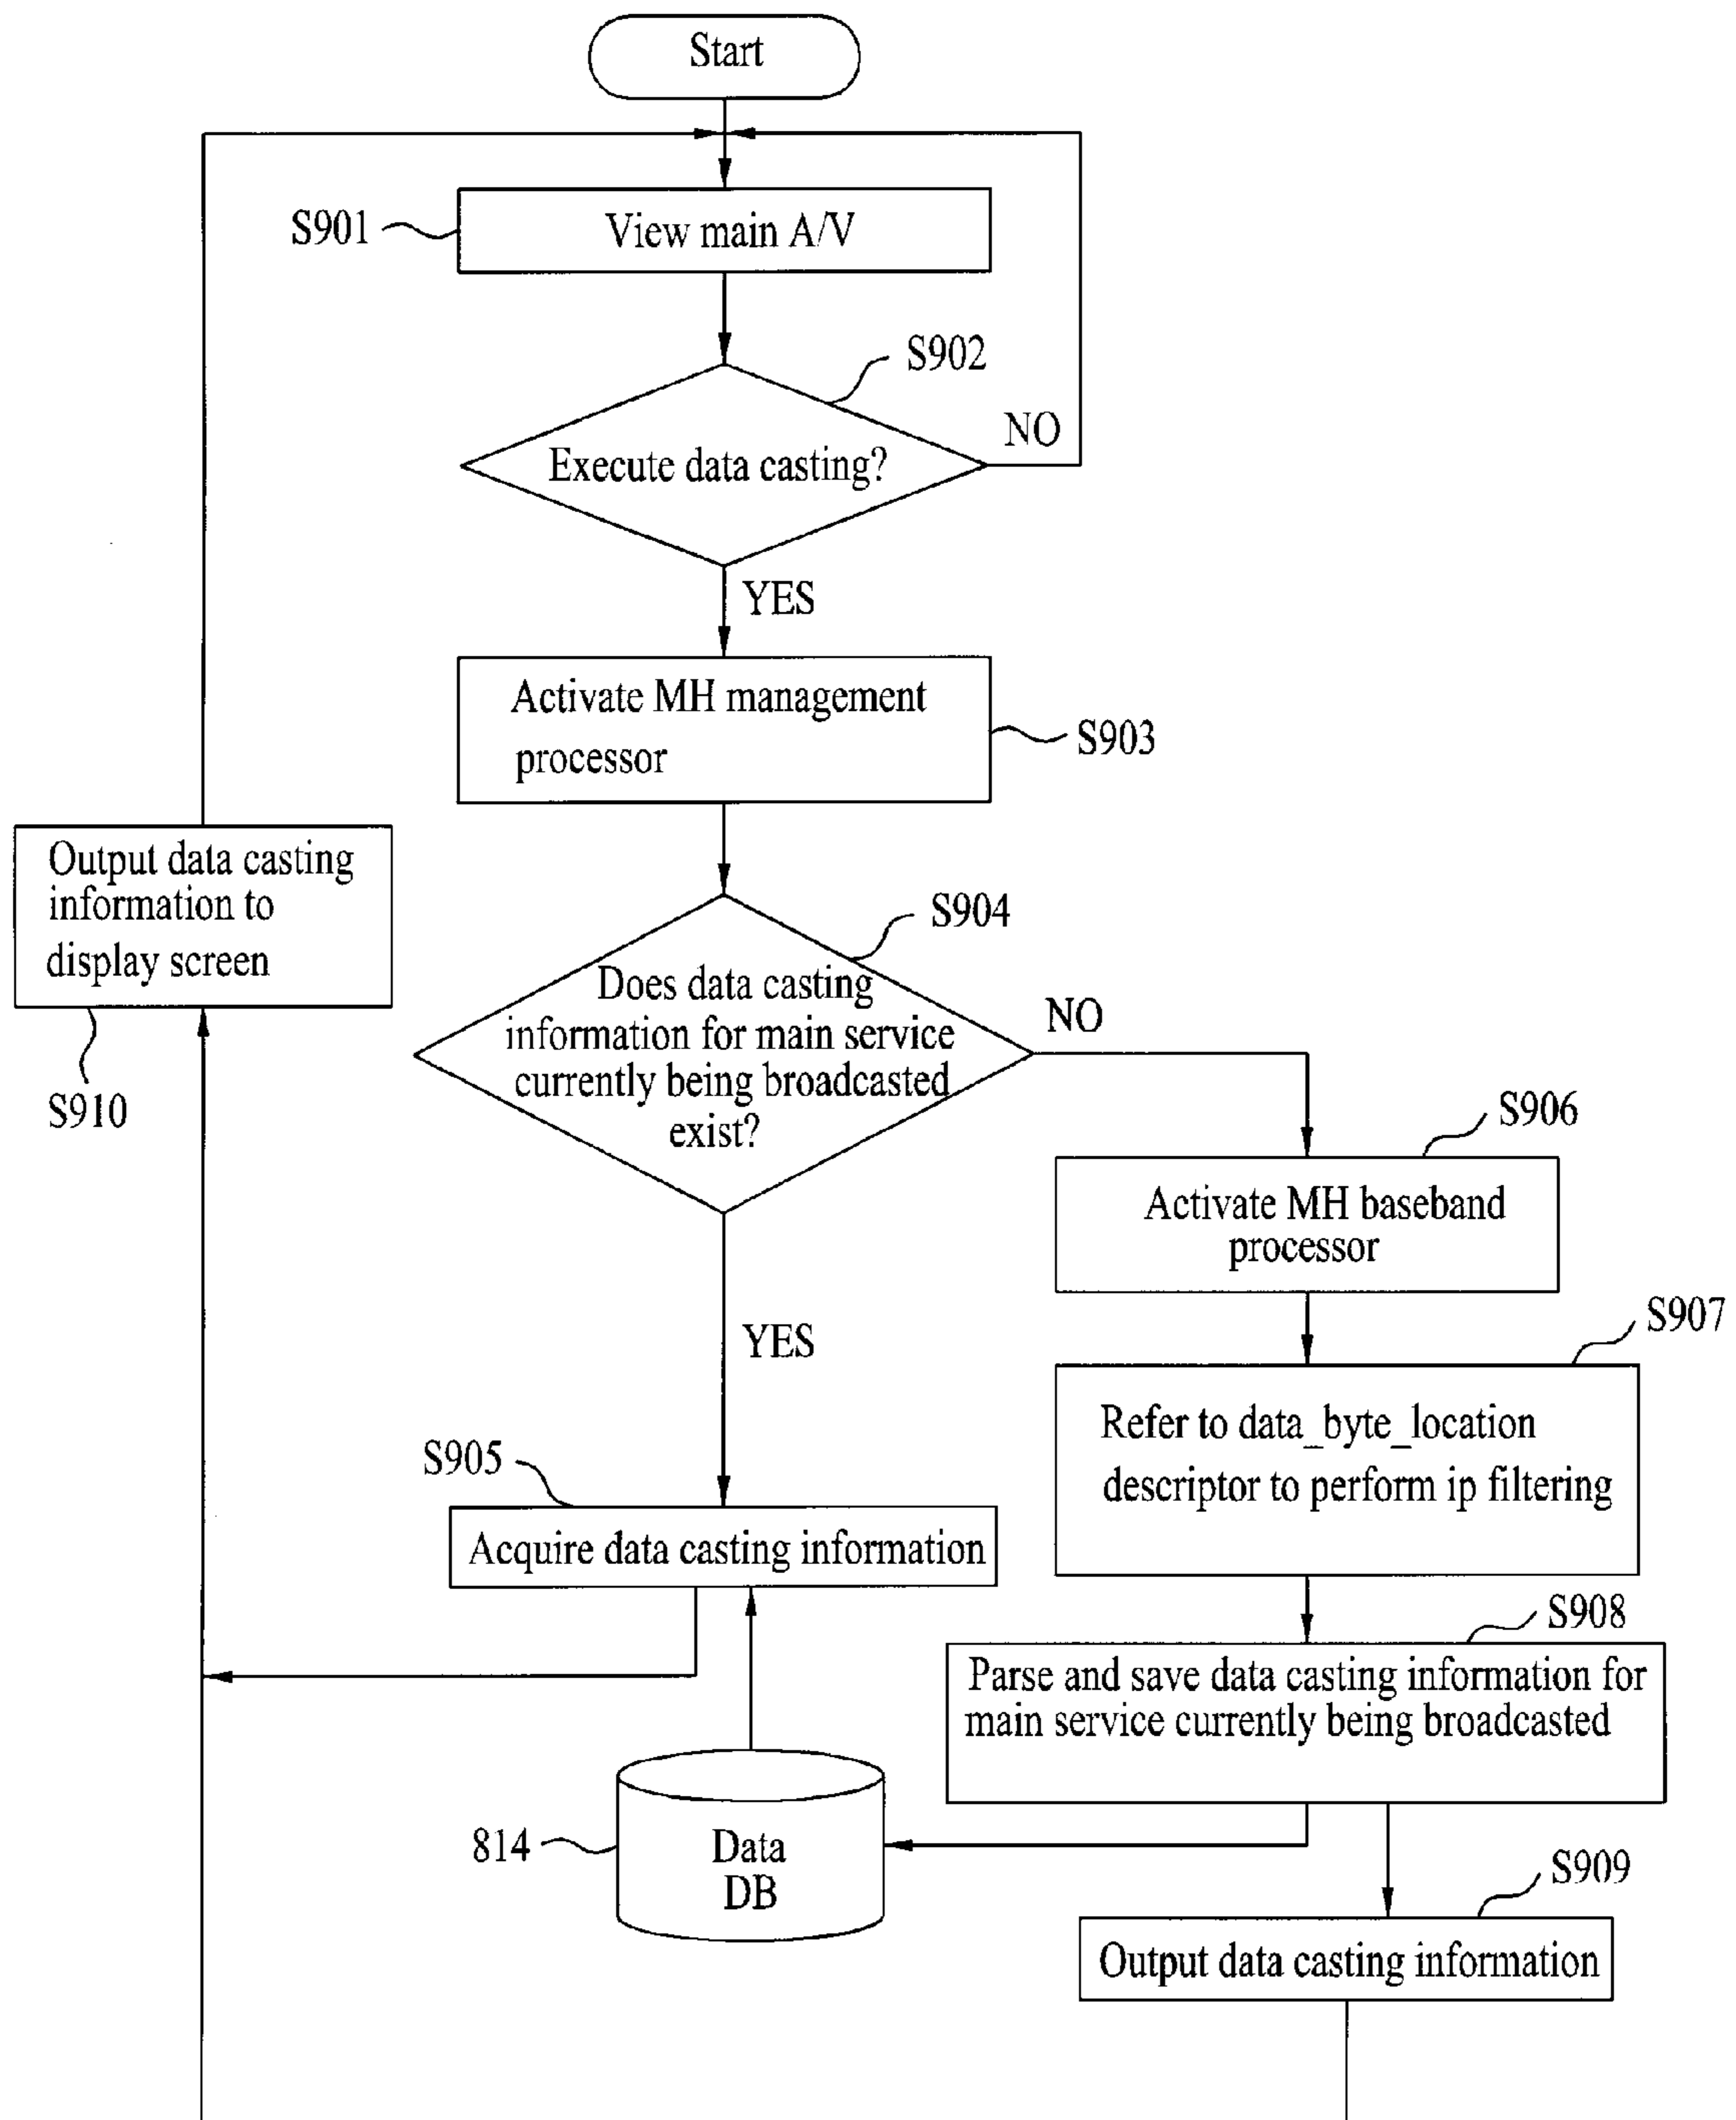 Start
S901
View main A/V
S902
NO
Execute data casting?
YES
Activate MH management
processor
S903
Output data casting
information to
display screen
S910
S904
Does data casting
information for main service
currently being broadcasted
exist?
NO
S906
Activate MH baseband
processor
YES
S907
Refer to data_byte_location
descriptor to perform ip filtering
S905
Acquire data casting information
S908
Parse and save data casting information for
main service currently being broadcasted
814
Data
DB
S909
Output data casting information